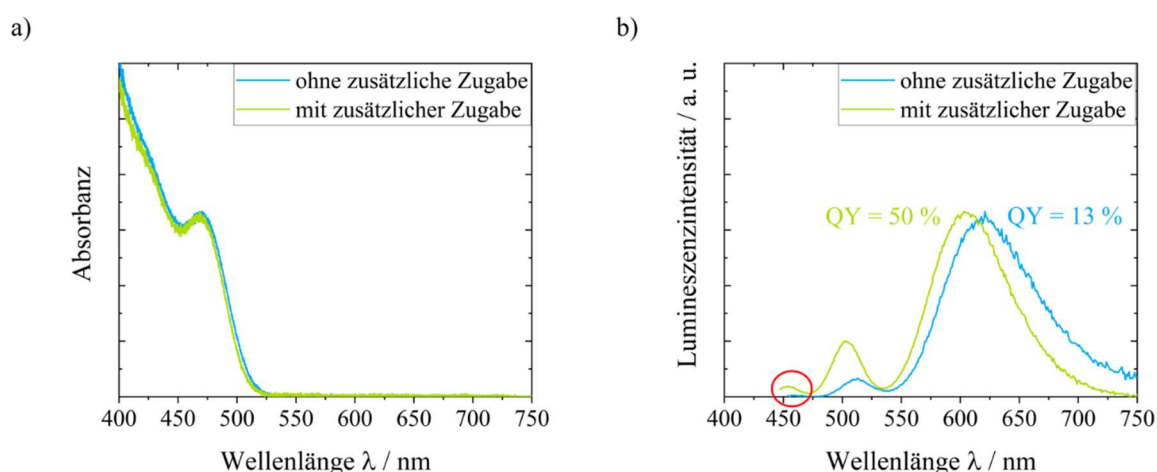 a)
b)
ohne zusätzliche Zugabe
mit zusätzlicher Zugabe
Absorbanz
400 450 500 550 600 650 700 750
Wellenlänge λ / nm
ohne zusätzliche Zugabe
mit zusätzlicher Zugabe
QY = 50 %
QY = 13 %
Lumineszenzintensität / a. u.
400 450 500 550 600 650 700 750
Wellenlänge λ / nm